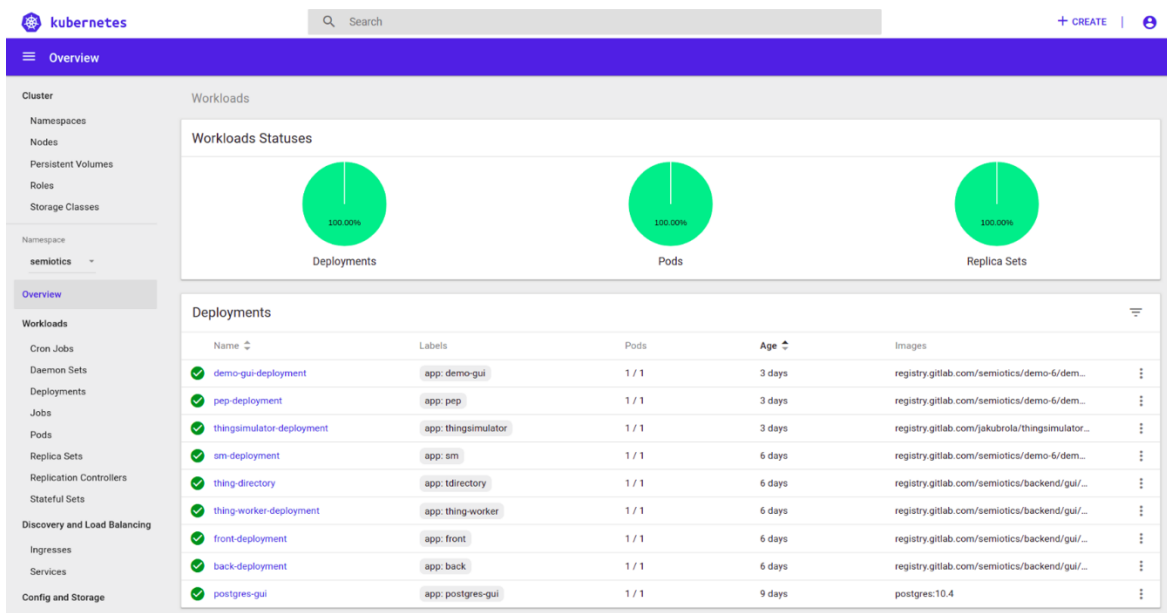 kubernetes
Search
+ CREATE |
Overview
Cluster
Namespaces
Nodes
Persistent Volumes
Roles
Storage Classes
Namespace
semiotics
Overview
Workloads
Cron Jobs
Daemon Sets
Deployments
Jobs
Pods
Replica Sets
Replication Controllers
Stateful Sets
Discovery and Load Balancing
Ingresses
Services
Config and Storage
Workloads
Workloads Statuses
100.00% 100.00% 100.00%
Deployments Pods Replica Sets
Deployments
Name Labels Pods Age Images
demo-gui-deployment app: demo-gui 1 / 1 3 days registry.gitlab.com/semiotics/demo-6/dem...
pep-deployment app: pep 1 / 1 3 days registry.gitlab.com/semiotics/demo-6/dem...
thingsimulator-deployment app: thingsimulator 1 / 1 3 days registry.gitlab.com/jakubrola/thingsimulator...
sm-deployment app: sm 1 / 1 6 days registry.gitlab.com/semiotics/demo-6/dem...
thing-directory app: tdirectory 1 / 1 6 days registry.gitlab.com/semiotics/backend/gui/...
thing-worker-deployment app: thing-worker 1 / 1 6 days registry.gitlab.com/semiotics/backend/gui/...
front-deployment app: front 1 / 1 6 days registry.gitlab.com/semiotics/backend/gui/...
back-deployment app: back 1 / 1 6 days registry.gitlab.com/semiotics/backend/gui/...
postgres-gui app: postgres-gui 1 / 1 9 days postgres:10.4